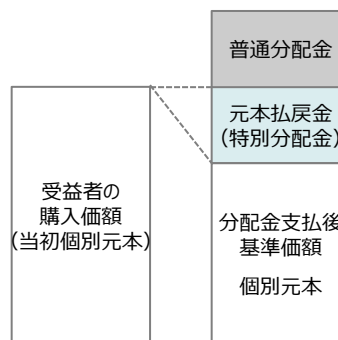 普通分配金
元本払戻金
(特別分配金)
受益者の
購入価額
(当初個別元本)
分配金支払後
基準価額
個別元本